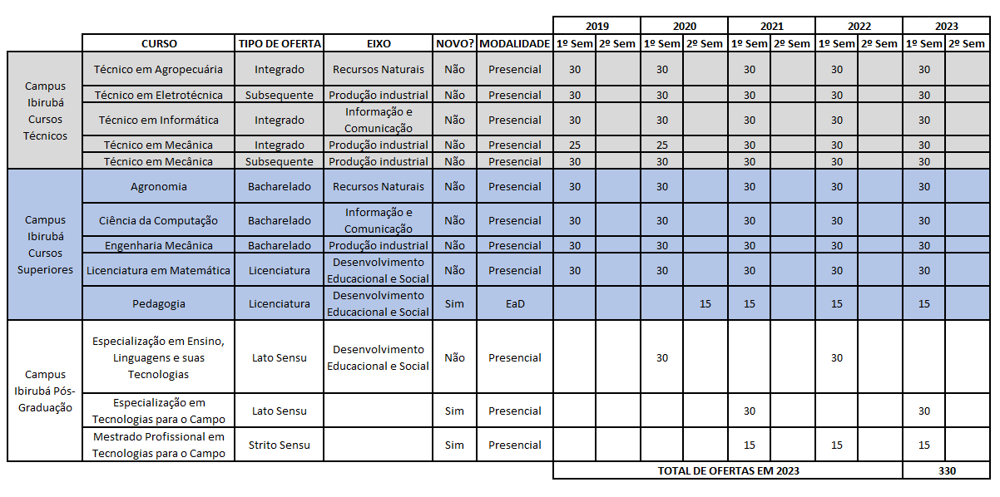 2019 2020 2021 2022 2023
CURSO TIPO DE OFERTA EIXO NOVO? MODALIDADE 1º Sem 2º Sem 1º Sem 2º Sem 1º Sem 2º Sem 1º Sem 2º Sem 1º Sem 2º Sem
Campus
Ibirubá
Cursos
Técnicos
Técnico em Agropecuária Integrado Recursos Naturais Não Presencial 30 30 30 30 30
Técnico em Eletrotécnica Subsequente Produção industrial Não Presencial 30 30 30 30 30
Técnico em Informática Integrado Informação e
Comunicação Não Presencial 30 30 30 30 30
Técnico em Mecânica Integrado Produção industrial Não Presencial 25 25 30 30 30
Técnico em Mecânica Subsequente Produção industrial Não Presencial 30 30 30 30 30
Campus
Ibirubá
Cursos
Superiores
Agronomia Bacharelado Recursos Naturais Não Presencial 30 30 30 30 30
Ciência da Computação Bacharelado Informação e
Comunicação Não Presencial 30 30 30 30 30
Engenharia Mecânica Bacharelado Produção industrial Não Presencial 30 30 30 30 30
Licenciatura em Matemática Licenciatura Desenvolvimento
Educacional e Social Não Presencial 30 30 30 30 30
Pedagogia Licenciatura Desenvolvimento
Educacional e Social Sim EaD 15 15 15 15
Campus
Ibirubá Pós-
Graduação
Especialização em Ensino,
Linguagens e suas
Tecnologias Lato Sensu Desenvolvimento
Educacional e Social Não Presencial 30 30
Especialização em
Tecnologias para o Campo Lato Sensu Sim Presencial 30 30
Mestrado Profissional em
Tecnologias para o Campo Strito Sensu Sim Presencial 15 15 15
TOTAL DE OFERTAS EM 2023 330